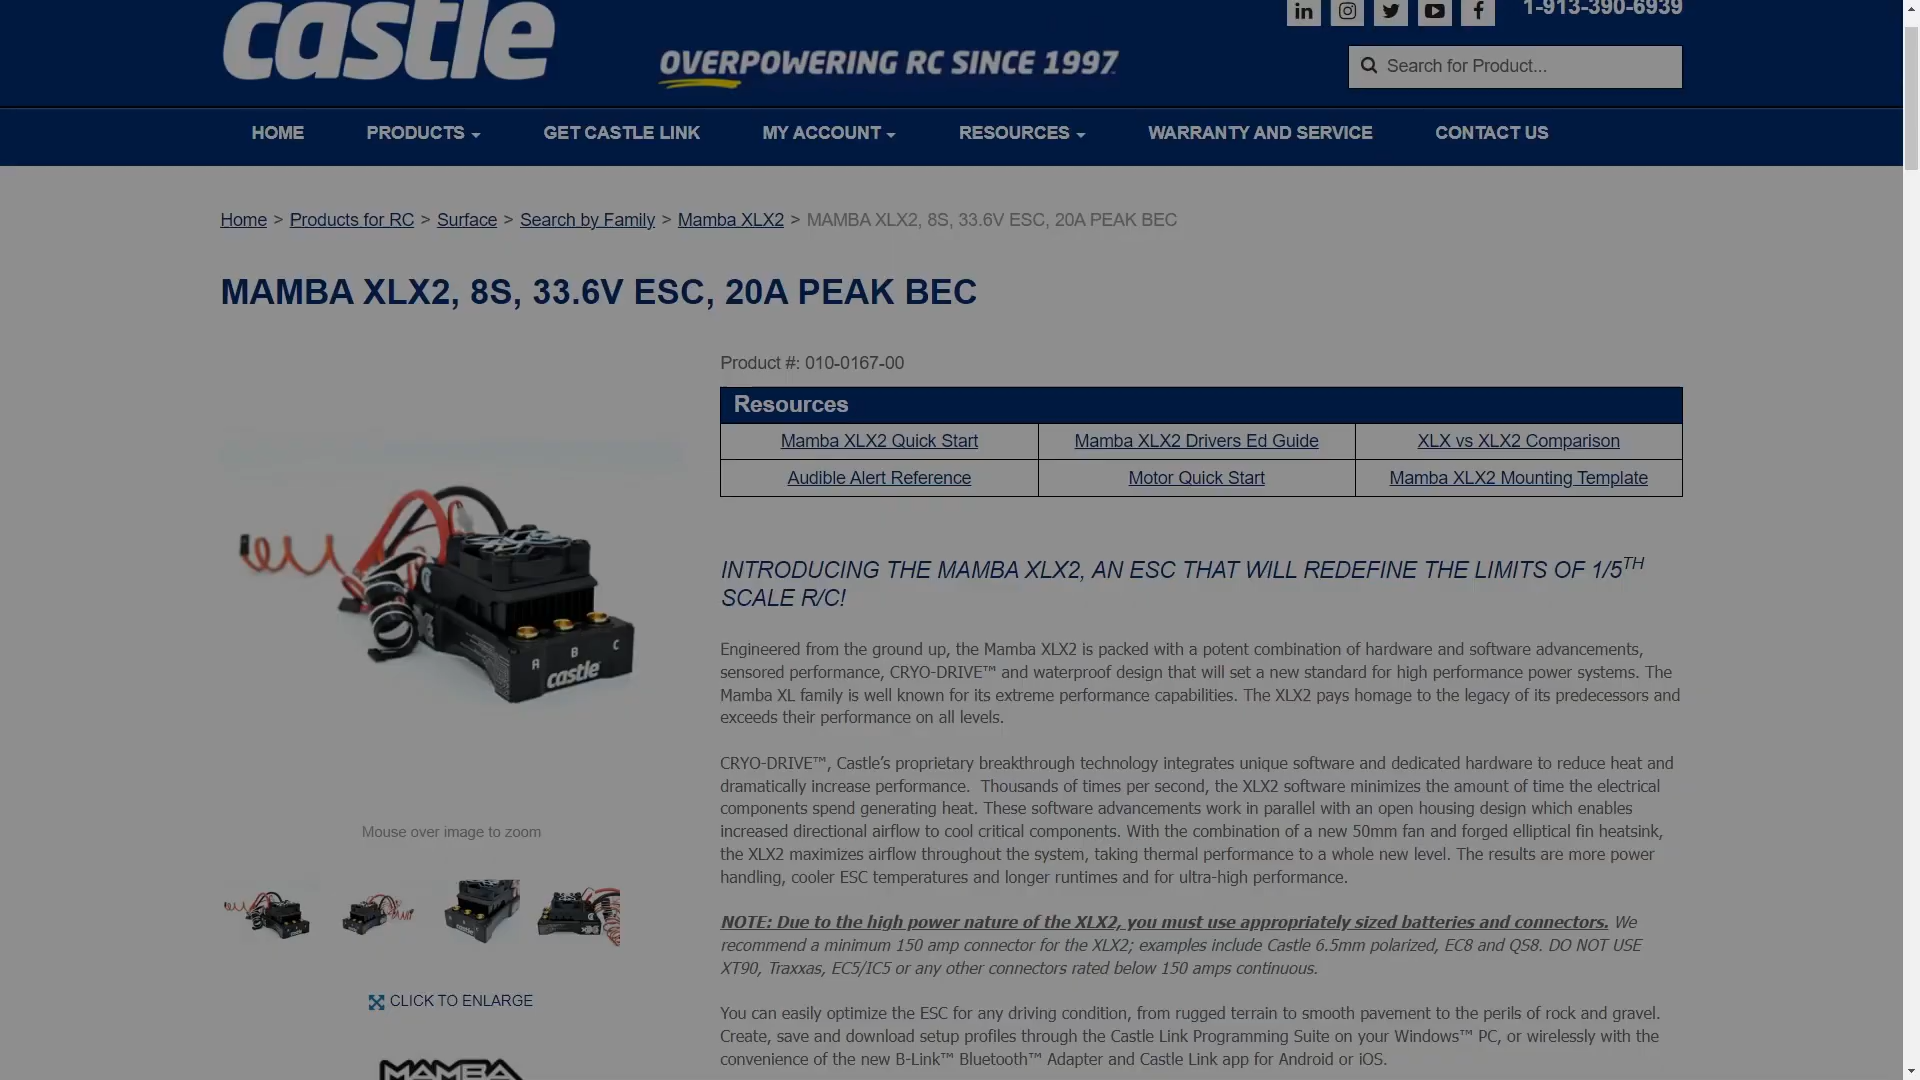 castle
1-913-390-6939
OVERPOWERING RC SINCE 1997
Search for Product...
HOME PRODUCTS GET CASTLE LINK MY ACCOUNT RESOURCES WARRANTY AND SERVICE CONTACT US
Home > Products for RC > Surface > Search by Family > Mamba XLX2 > MAMBA XLX2, 8S, 33.6V ESC, 20A PEAK BEC
MAMBA XLX2, 8S, 33.6V ESC, 20A PEAK BEC
Product #: 010-0167-00
Resources
Mamba XLX2 Quick Start Mamba XLX2 Drivers Ed Guide XLX vs XLX2 Comparison
Audible Alert Reference Motor Quick Start Mamba XLX2 Mounting Template
INTRODUCING THE MAMBA XLX2, AN ESC THAT WILL REDEFINE THE LIMITS OF 1/5TH
SCALE R/C!
A B C
castle
Engineered from the ground up, the Mamba XLX2 is packed with a potent combination of hardware and software advancements,
sensored performance, CRYO-DRIVE™ and waterproof design that will set a new standard for high performance power systems. The
Mamba XL family is well known for its extreme performance capabilities. The XLX2 pays homage to the legacy of its predecessors and
exceeds their performance on all levels.
CRYO-DRIVE™, Castle’s proprietary breakthrough technology integrates unique software and dedicated hardware to reduce heat and
dramatically increase performance.  Thousands of times per second, the XLX2 software minimizes the amount of time the electrical
components spend generating heat. These software advancements work in parallel with an open housing design which enables
increased directional airflow to cool critical components. With the combination of a new 50mm fan and forged elliptical fin heatsink,
the XLX2 maximizes airflow throughout the system, taking thermal performance to a whole new level. The results are more power
handling, cooler ESC temperatures and longer runtimes and for ultra-high performance.
Mouse over image to zoom
NOTE: Due to the high power nature of the XLX2, you must use appropriately sized batteries and connectors. We
recommend a minimum 150 amp connector for the XLX2; examples include Castle 6.5mm polarized, EC8 and QS8. DO NOT USE
XT90, Traxxas, EC5/IC5 or any other connectors rated below 150 amps continuous.
CLICK TO ENLARGE
You can easily optimize the ESC for any driving condition, from rugged terrain to smooth pavement to the perils of rock and gravel.
Create, save and download setup profiles through the Castle Link Programming Suite on your Windows™ PC, or wirelessly with the
convenience of the new B-Link™ Bluetooth™ Adapter and Castle Link app for Android or iOS.
MAMBA